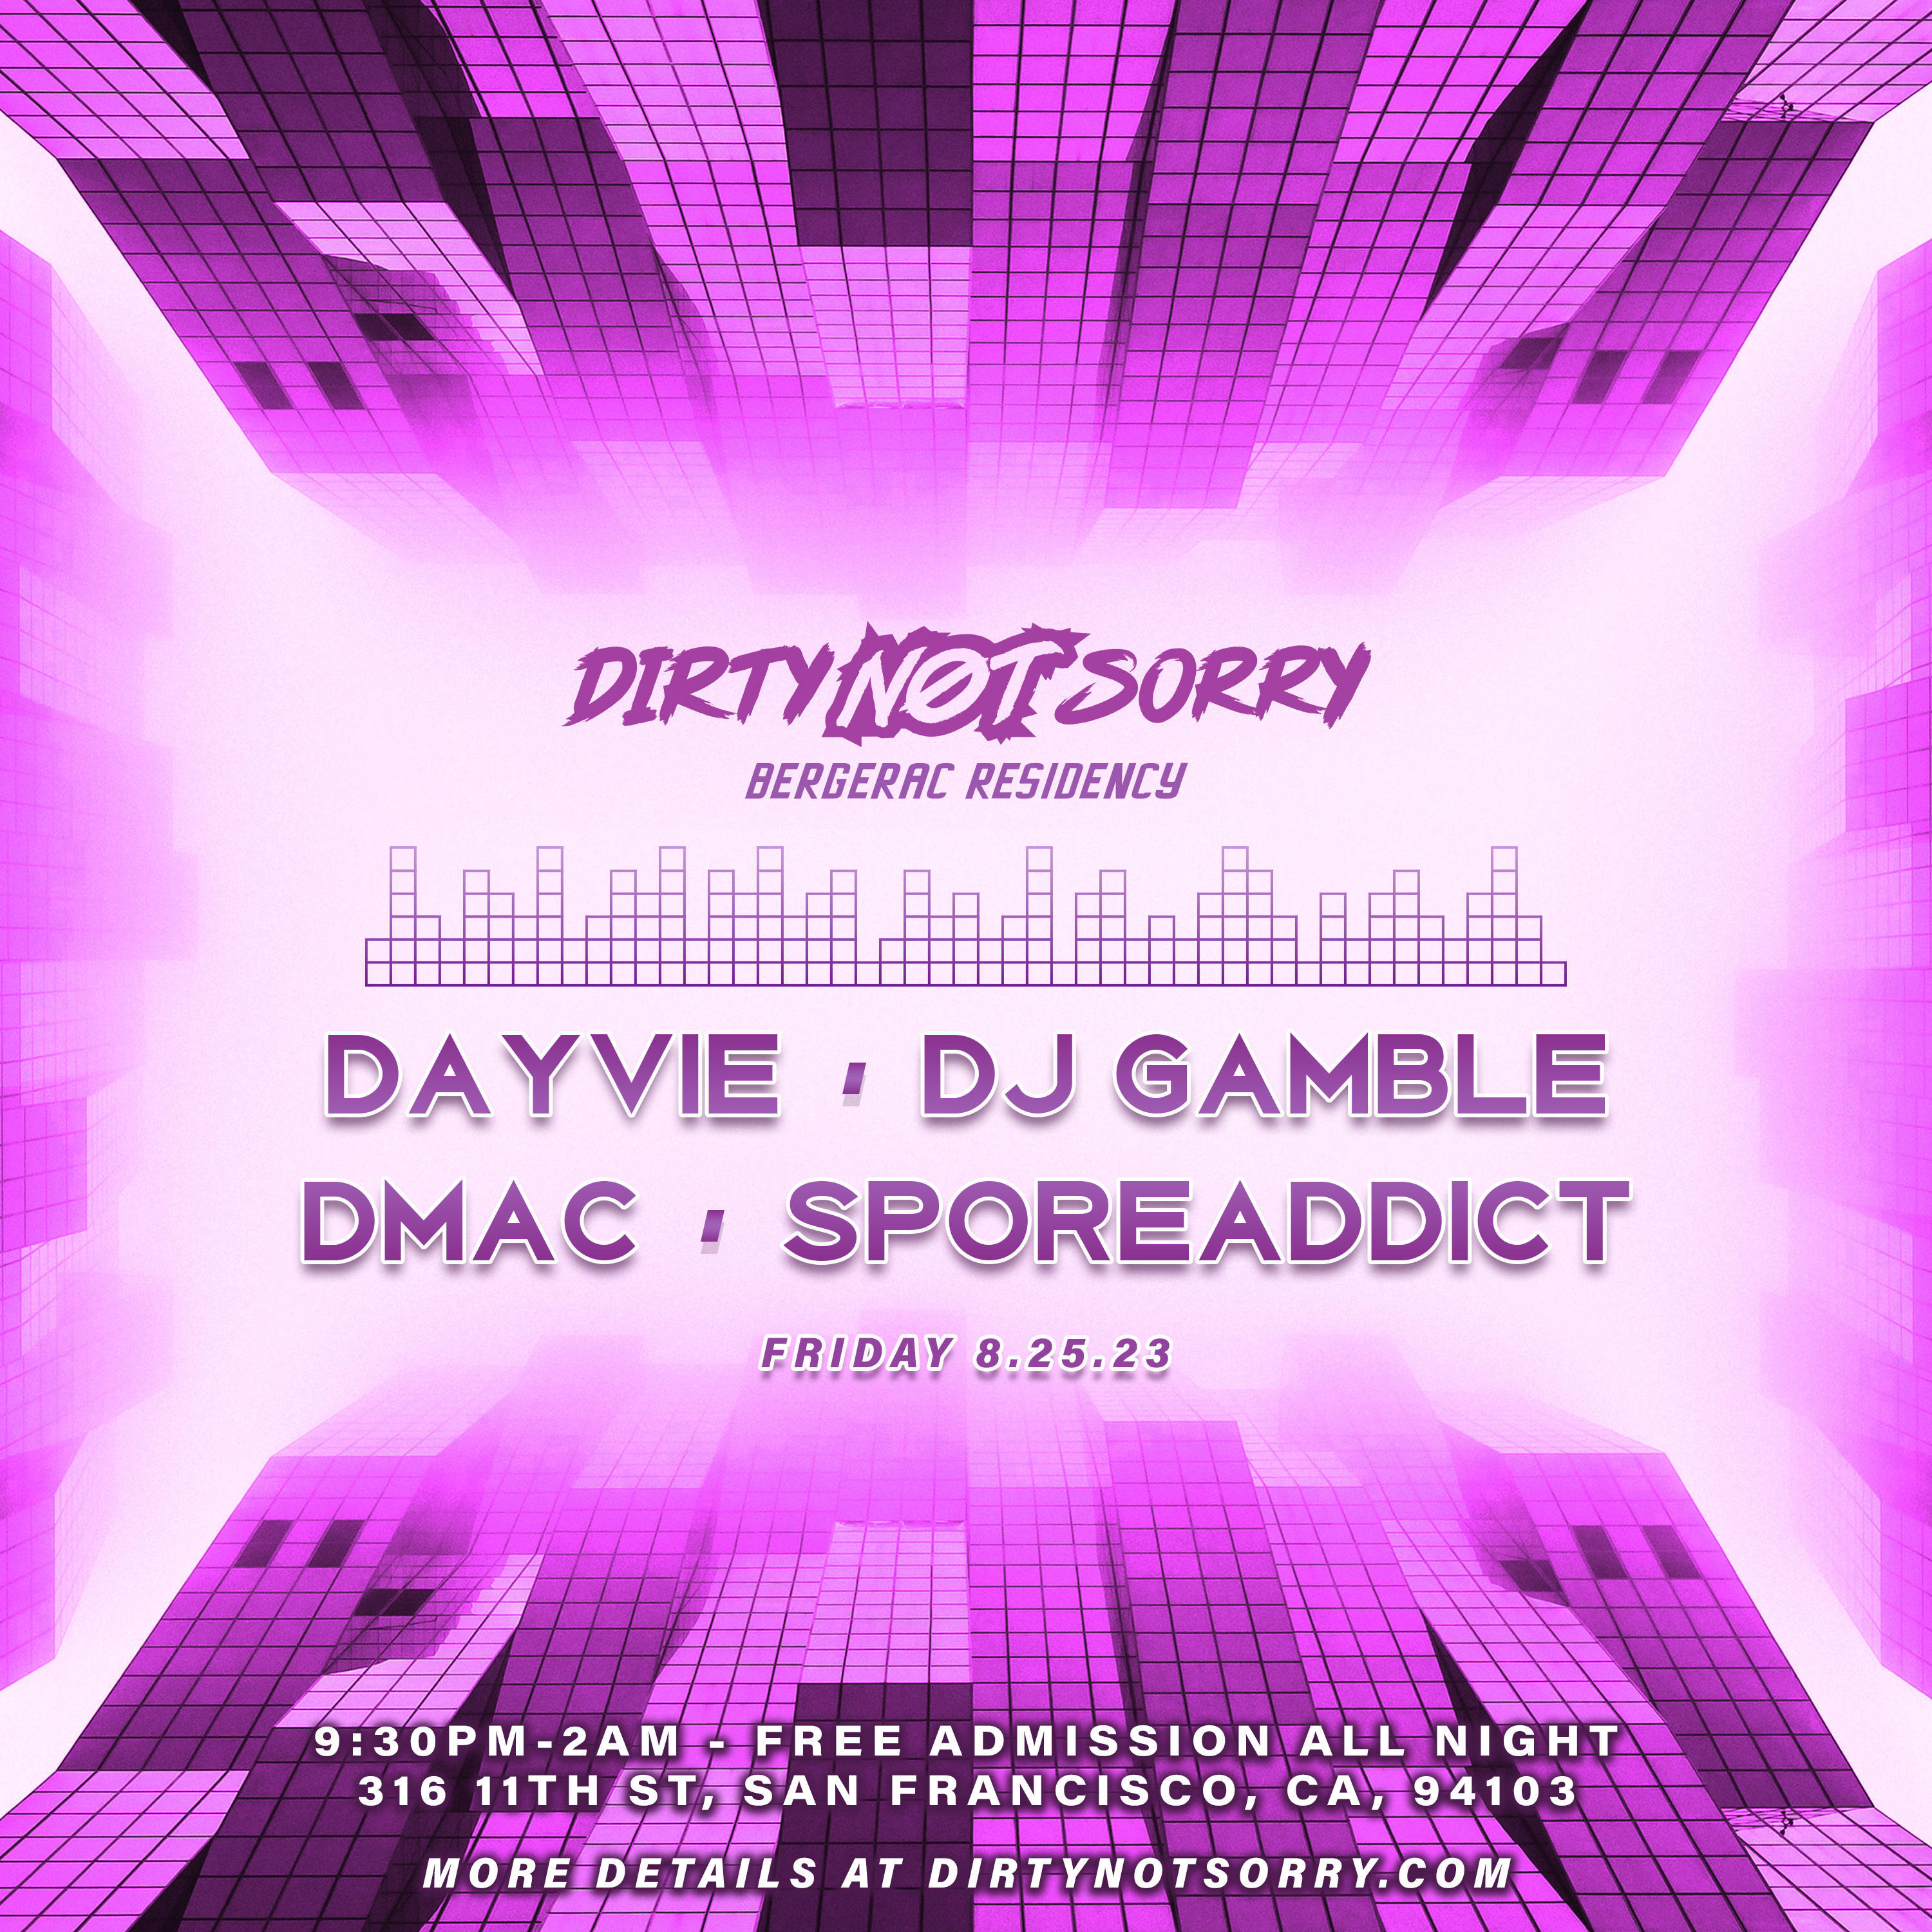 DIRTY NØT SORRY
BERGERAC RESIDENCY
DAYVIE ' DJ GAMBLE
DMAC ' SPOREADDICT
FRIDAY 8.25.23
9:30PM-2AM - FREE ADMISSION ALL NIGHT
316 11TH ST, SAN FRANCISCO, CA, 94103
MORE DETAILS AT DIRTYNOTSORRY.COM